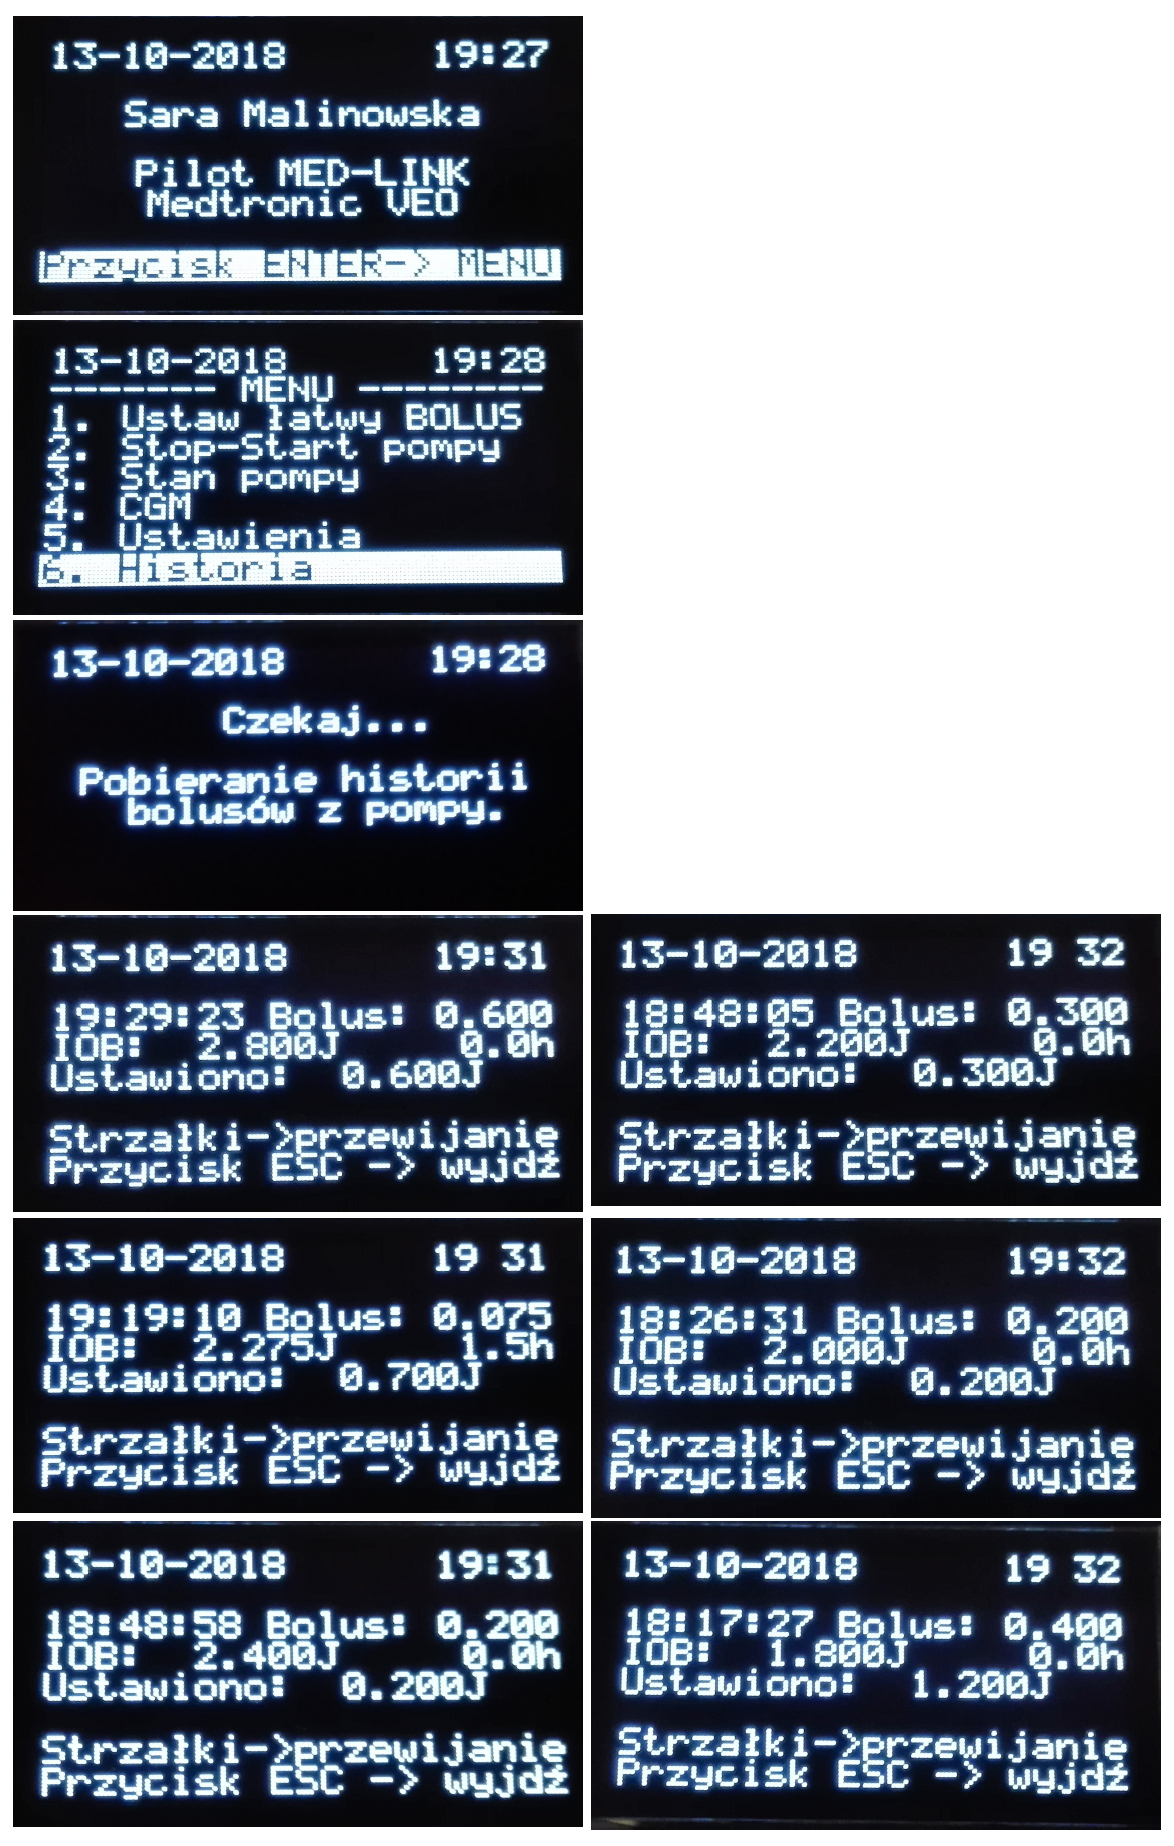 13-10-2018 19:27
Sara Malinowska
Pilot MED-LINK
Medtronic VEO
Przycisk ENTER-> MENU
13-10-2018 19:28
------- MENU --------
1. Ustaw łatwy BOLUS
2. Stop-Start pompy
3. Stan pompy
4. CGM
5. Ustawienia
6. Historia
13-10-2018 19:28
Czekaj...
Pobieranie historii
bolusów z pompy.
13-10-2018 19:31
19:29:23 Bolus: 0.600
IOB: 2.800J 0.0h
Ustawiono: 0.600J
Strzałki->przewijanie
Przycisk ESC -> wyjdź
13-10-2018 19 32
18:48:05 Bolus: 0.300
IOB: 2.200J 0.0h
Ustawiono: 0.300J
Strzałki->przewijanie
Przycisk ESC -> wyjdź
13-10-2018 19 31
19:19:10 Bolus: 0.075
IOB: 2.275J 1.5h
Ustawiono: 0.700J
Strzałki->przewijanie
Przycisk ESC -> wyjdź
13-10-2018 19:32
18:26:31 Bolus: 0.200
IOB: 2.000J 0.0h
Ustawiono: 0.200J
Strzałki->przewijanie
Przycisk ESC -> wyjdź
13-10-2018 19:31
18:48:58 Bolus: 0.200
IOB: 2.400J 0.0h
Ustawiono: 0.200J
Strzałki->przewijanie
Przycisk ESC -> wyjdź
13-10-2018 19 32
18:17:27 Bolus: 0.400
IOB: 1.800J 0.0h
Ustawiono: 1.200J
Strzałki->przewijanie
Przycisk ESC -> wyjdź